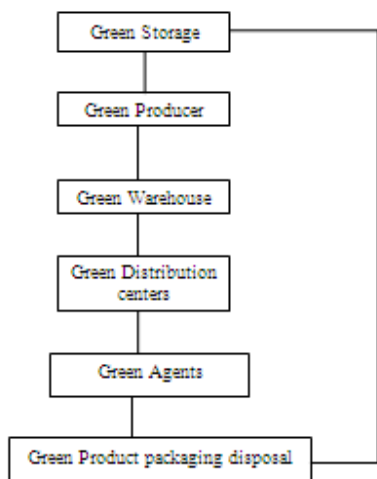 Green Storage
Green Producer
Green Warehouse
Green Distribution
centers
Green Agents
Green Product packaging disposal